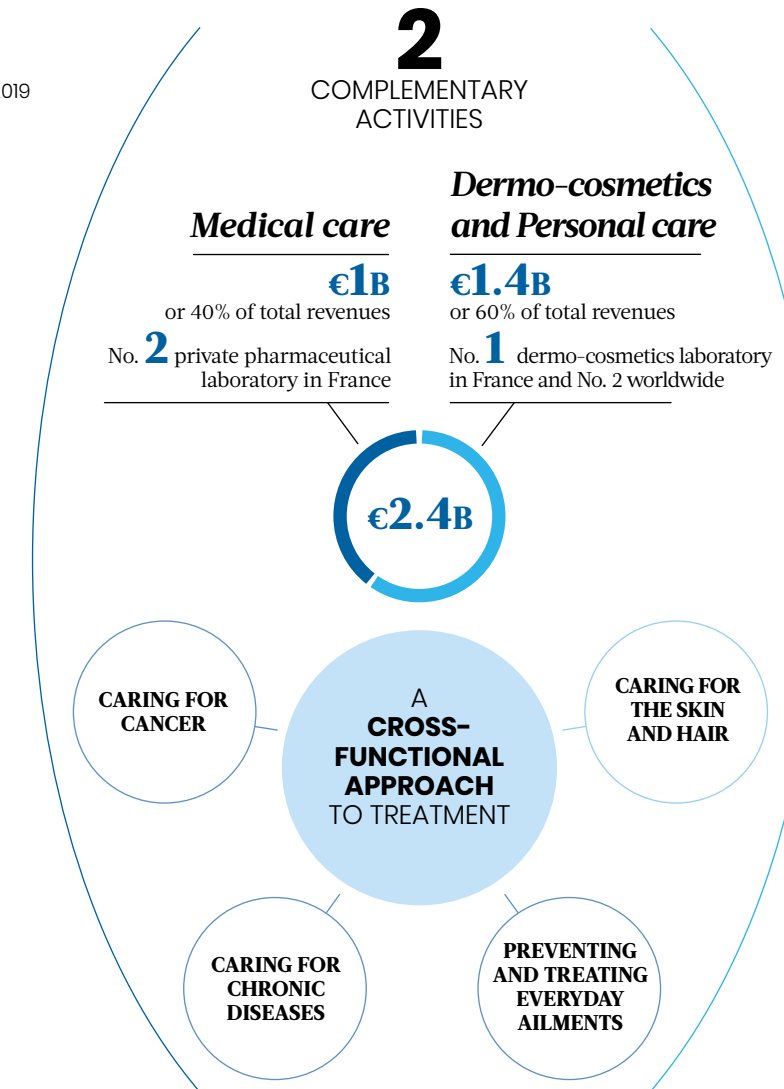 2
COMPLEMENTARY
ACTIVITIES
019
Medical care
€1B
or 40% of total revenues
No. 2 private pharmaceutical
laboratory in France
Dermo-cosmetics
and Personal care
€1.4B
or 60% of total revenues
No. 1 dermo-cosmetics laboratory
in France and No. 2 worldwide
€2.4B
A
CROSS-
FUNCTIONAL
APPROACH
TO TREATMENT
CARING FOR
CANCER
CARING FOR
THE SKIN
AND HAIR
CARING FOR
CHRONIC
DISEASES
PREVENTING
AND TREATING
EVERYDAY
AILMENTS